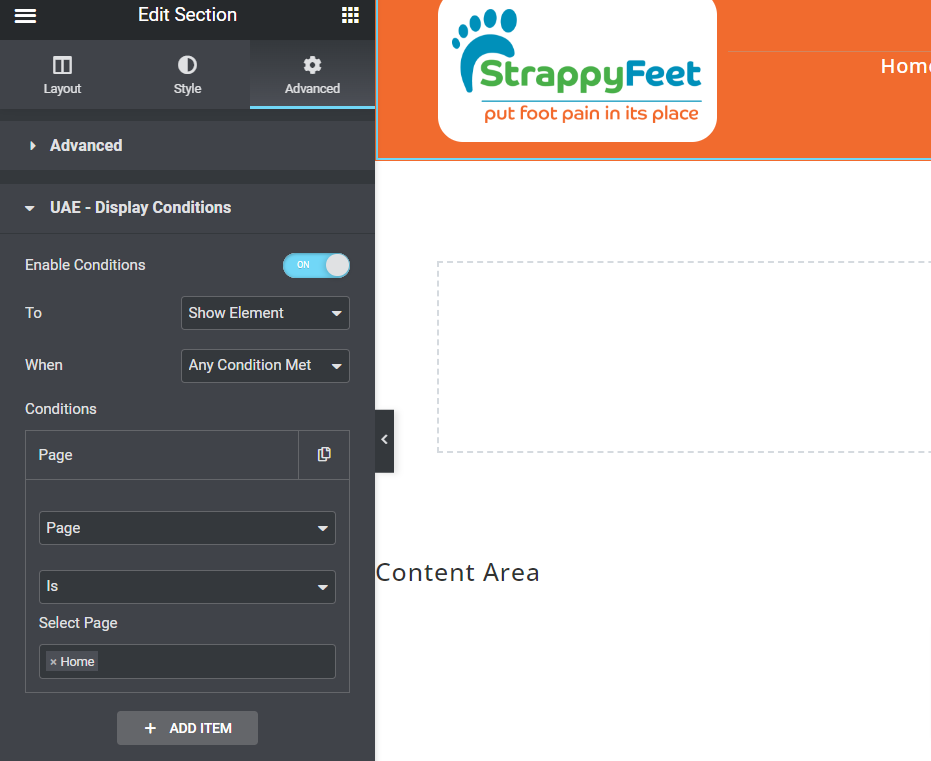 Edit Section
Layout
Style
Advanced
Advanced
UAE - Display Conditions
Enable Conditions
ON
To
Show Element
When
Any Condition Met
Conditions
Page
Page
Is
Select Page
× Home
+ ADD ITEM
StrappyFeet
put foot pain in its place
Home
Content Area